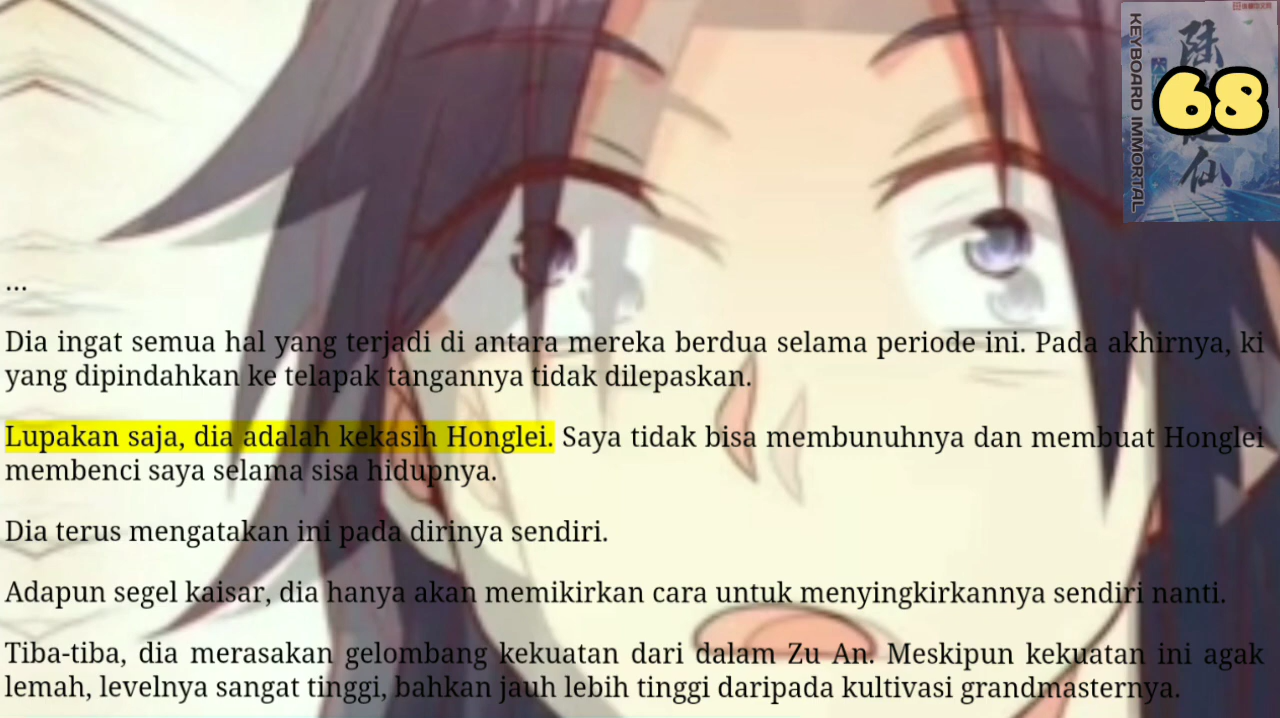 KEYBOARD IMMORTAL
68
...
Dia ingat semua hal yang terjadi di antara mereka berdua selama periode ini. Pada akhirnya, ki
yang dipindahkan ke telapak tangannya tidak dilepaskan.
Lupakan saja, dia adalah kekasih Honglei. Saya tidak bisa membunuhnya dan membuat Honglei
membenci saya selama sisa hidupnya.
Dia terus mengatakan ini pada dirinya sendiri.
Adapun segel kaisar, dia hanya akan memikirkan cara untuk menyingkirkannya sendiri nanti.
Tiba-tiba, dia merasakan gelombang kekuatan dari dalam Zu An. Meskipun kekuatan ini agak
lemah, levelnya sangat tinggi, bahkan jauh lebih tinggi daripada kultivasi grandmasternya.